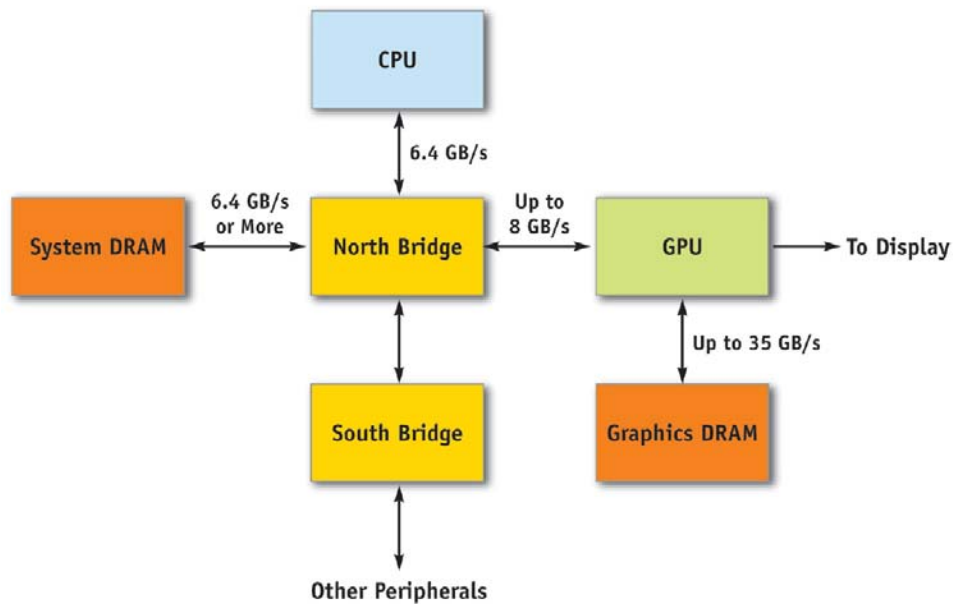 CPU
6.4 GB/s
6.4 GB/s
or More
Up to
8 GB/s
System DRAM
North Bridge
GPU
To Display
Up to 35 GB/s
South Bridge
Graphics DRAM
Other Peripherals